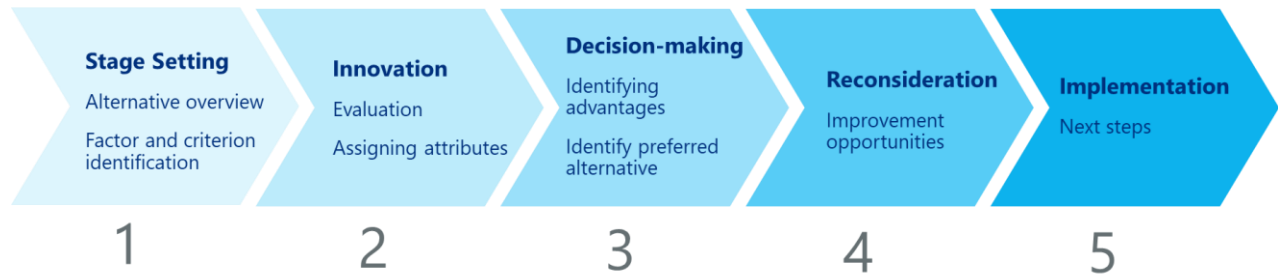 Stage Setting
Alternative overview
Factor and criterion
identification
1
Innovation
Evaluation
Assigning attributes
2
Decision-making
Identifying
advantages
Identify preferred
alternative
3
Reconsideration
Improvement
opportunities
4
Implementation
Next steps
5